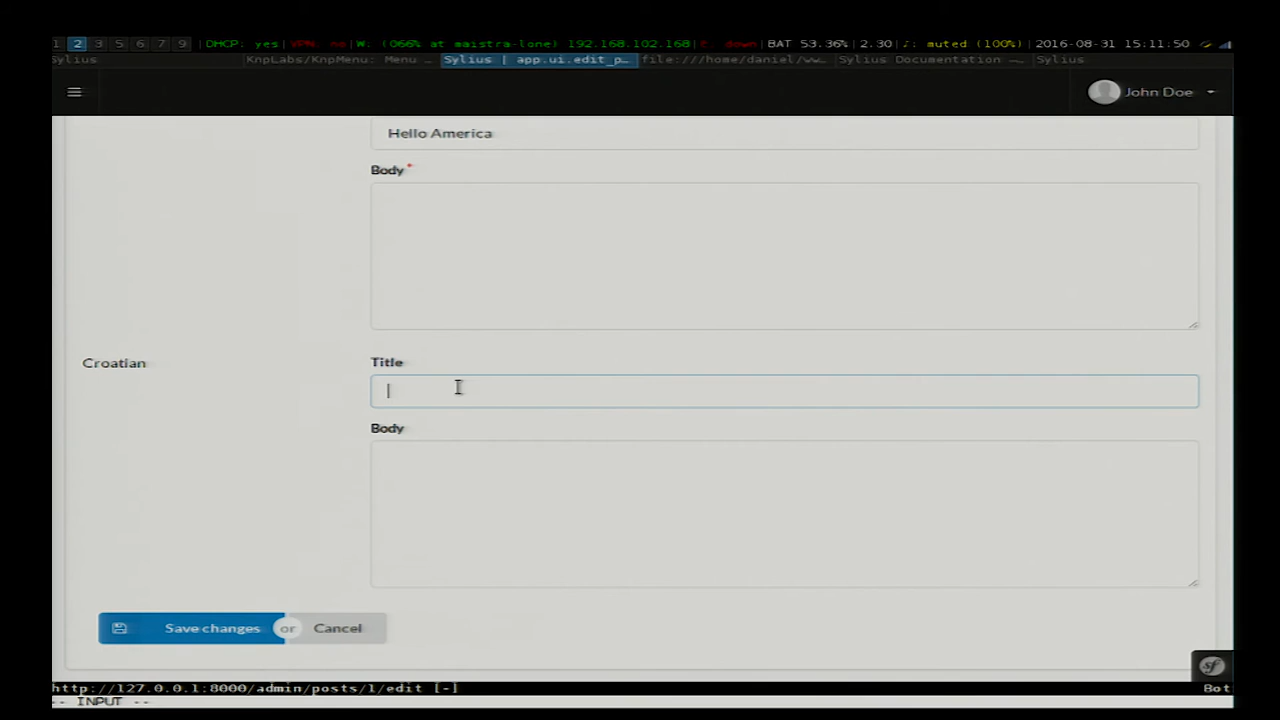 1 2 3 5 6 7 9 DHCP: yes VPN: no W: (066% at maistra-lone) 192.168.102.168 E: down BAT 53.36% 2.30 ♪: muted (100%) 2016-08-31 15:11:50
Sylius KnpLabs/KnpMenu: Menu … Sylius | app.ui.edit_p… file:///home/daniel/ww… Sylius Documentation —… Sylius
John Doe
Hello America
Body *
Croatian
Title
Body
Save changes or Cancel
sf
http://127.0.0.1:8000/admin/posts/1/edit [-] Bot
-- INPUT --